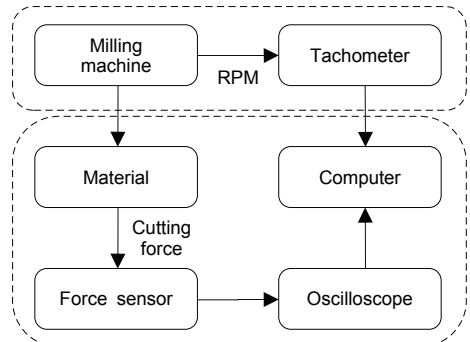 Milling
machine
RPM
Tachometer
Material
Computer
Cutting
force
Force sensor
Oscilloscope